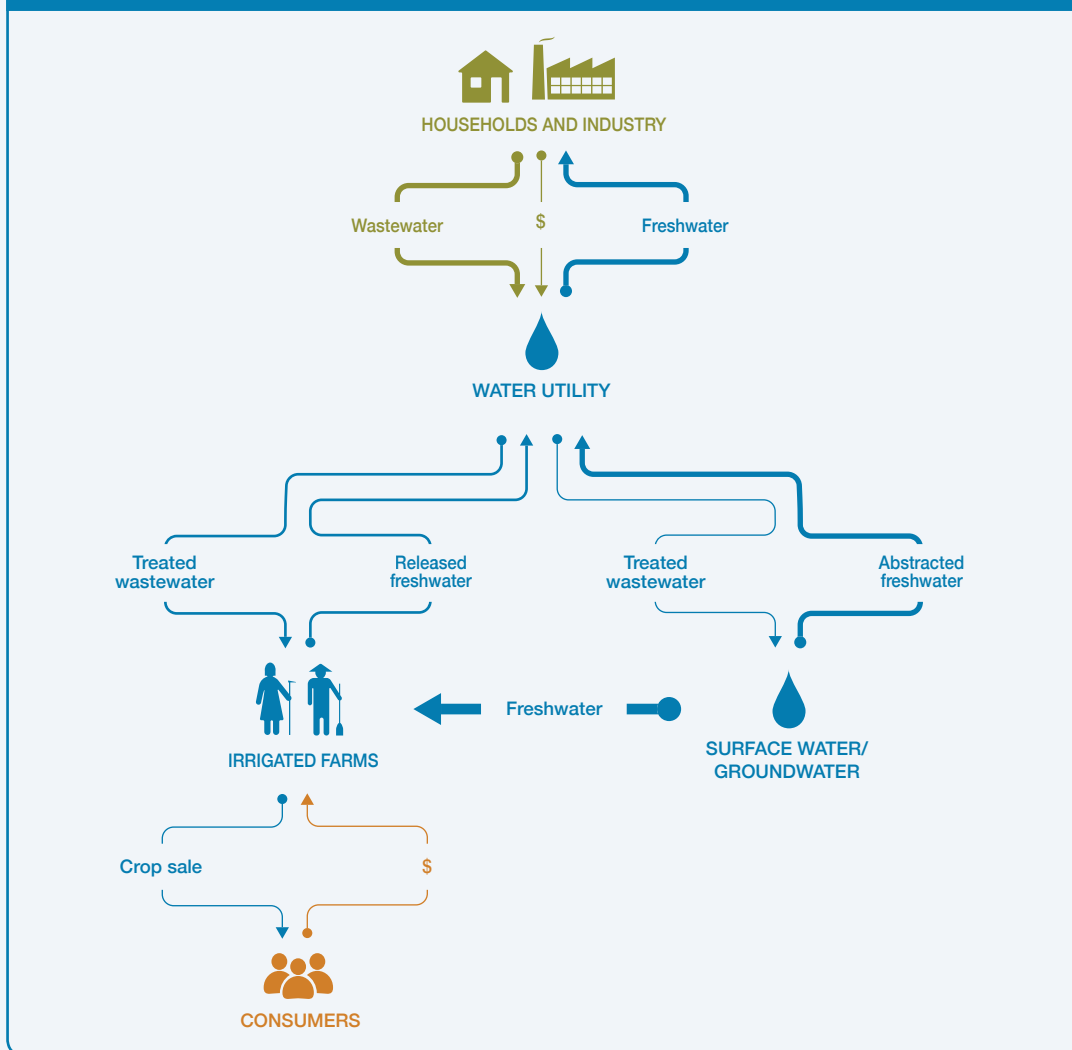 HOUSEHOLDS AND INDUSTRY
Wastewater
$
Freshwater
WATER UTILITY
Treated
wastewater
Released
freshwater
Treated
wastewater
Abstracted
freshwater
Freshwater
IRRIGATED FARMS
SURFACE WATER/
GROUNDWATER
Crop sale
$
CONSUMERS